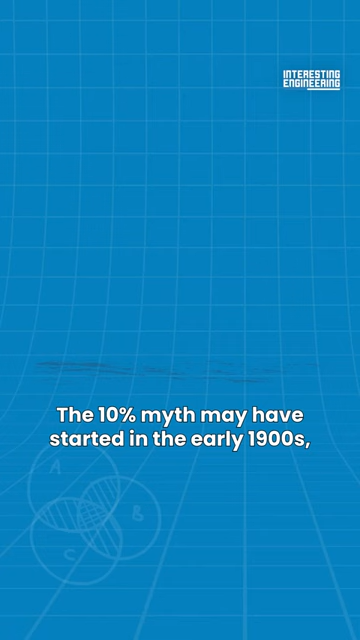 INTERESTING
ENGINEERING
The 10% myth may have
started in the early 1900s,
A
B
C